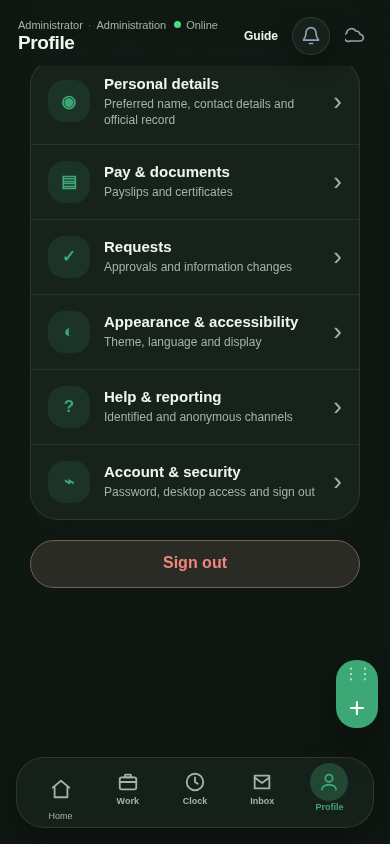 Administrator · Administration Online
Profile
Guide
Personal details
Preferred name, contact details and
official record
Pay & documents
Payslips and certificates
Requests
Approvals and information changes
Appearance & accessibility
Theme, language and display
Help & reporting
Identified and anonymous channels
Account & security
Password, desktop access and sign out
Sign out
Home
Work
Clock
Inbox
Profile